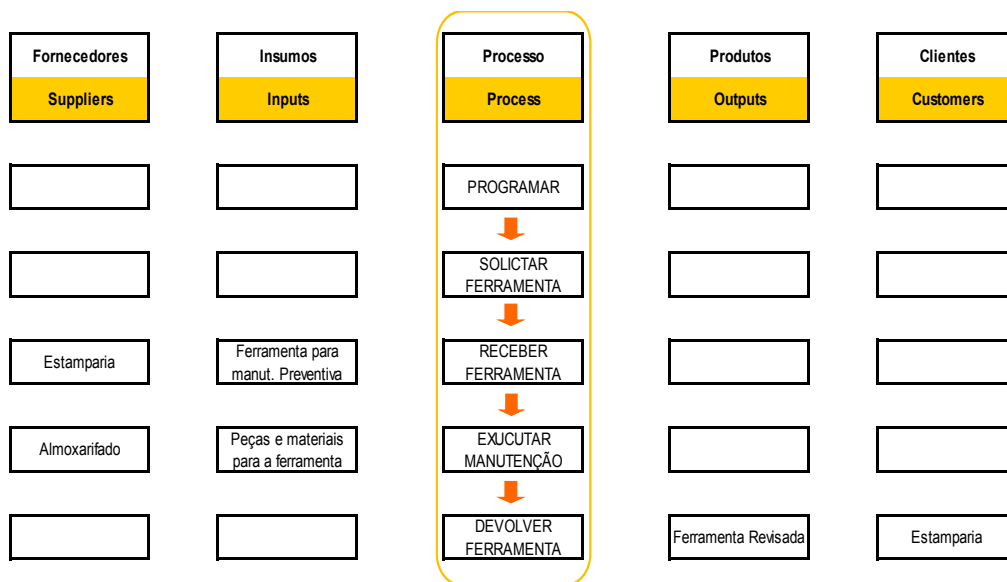 Fornecedores
Insumos
Processo
Produtos
Clientes
Suppliers
Inputs
Process
Outputs
Customers
PROGRAMAR
SOLICTAR
FERRAMENTA
Estamparia
Ferramenta para
manut. Preventiva
RECEBER
FERRAMENTA
Almoxarifado
Peças e materiais
para a ferramenta
EXUCUTAR
MANUTENÇÃO
DEVOLVER
FERRAMENTA
Ferramenta Revisada
Estamparia